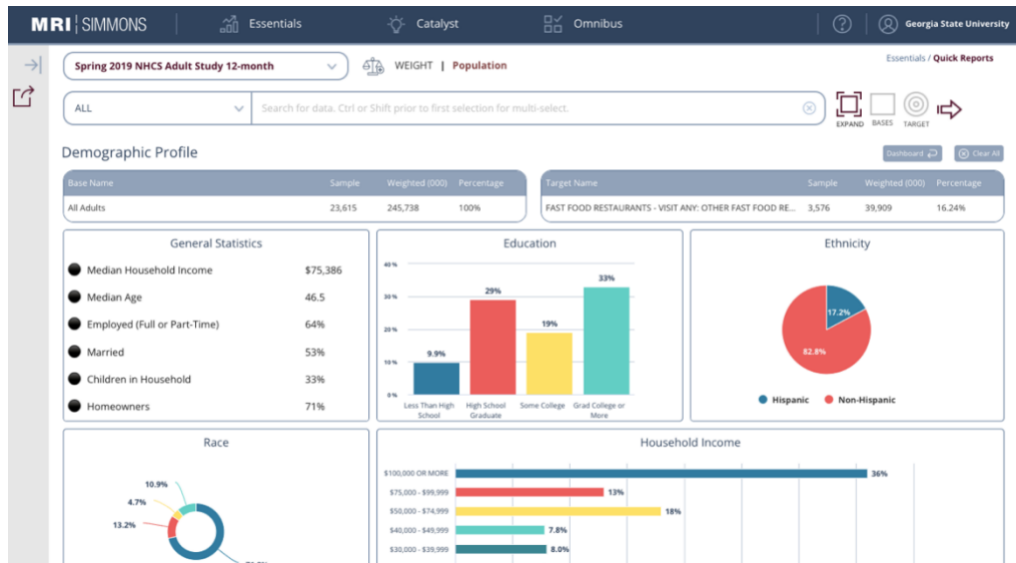 MRI SIMMONS
Essentials
Catalyst
Omnibus
Georgia State University
Spring 2019 NHCS Adult Study 12-month
WEIGHT | Population
Essentials / Quick Reports
ALL
Search for data. Ctrl or Shift prior to first selection for multi-select.
EXPAND
BASES
TARGET
Demographic Profile
Dashboard
Clear All
Base Name Sample Weighted (000) Percentage
All Adults 23,615 245,738 100%
Target Name Sample Weighted (000) Percentage
FAST FOOD RESTAURANTS - VISIT ANY: OTHER FAST FOOD RE... 3,576 39,909 16.24%
General Statistics
Median Household Income $75,386
Median Age 46.5
Employed (Full or Part-Time) 64%
Married 53%
Children in Household 33%
Homeowners 71%
Education
40%
30%
20%
10%
0%
9.9%
29%
19%
33%
Less Than High School
High School Graduate
Some College
Grad College or More
Ethnicity
17.2%
82.8%
Hispanic
Non-Hispanic
Race
10.9%
4.7%
13.2%
Household Income
$100,000 OR MORE 36%
$75,000 - $99,999 13%
$50,000 - $74,999 18%
$40,000 - $49,999 7.8%
$30,000 - $39,999 8.0%